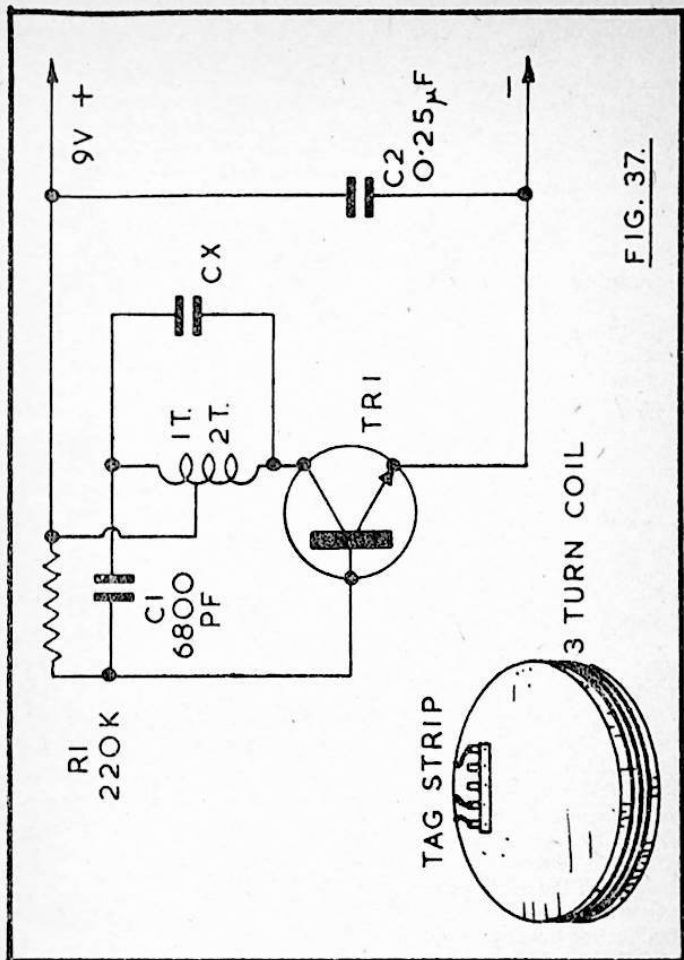 R1
220K
C1
6800
PF
1T.
2T.
CX
9V +
TR1
C2
0·25µF
−
TAG STRIP
3 TURN COIL
FIG. 37.